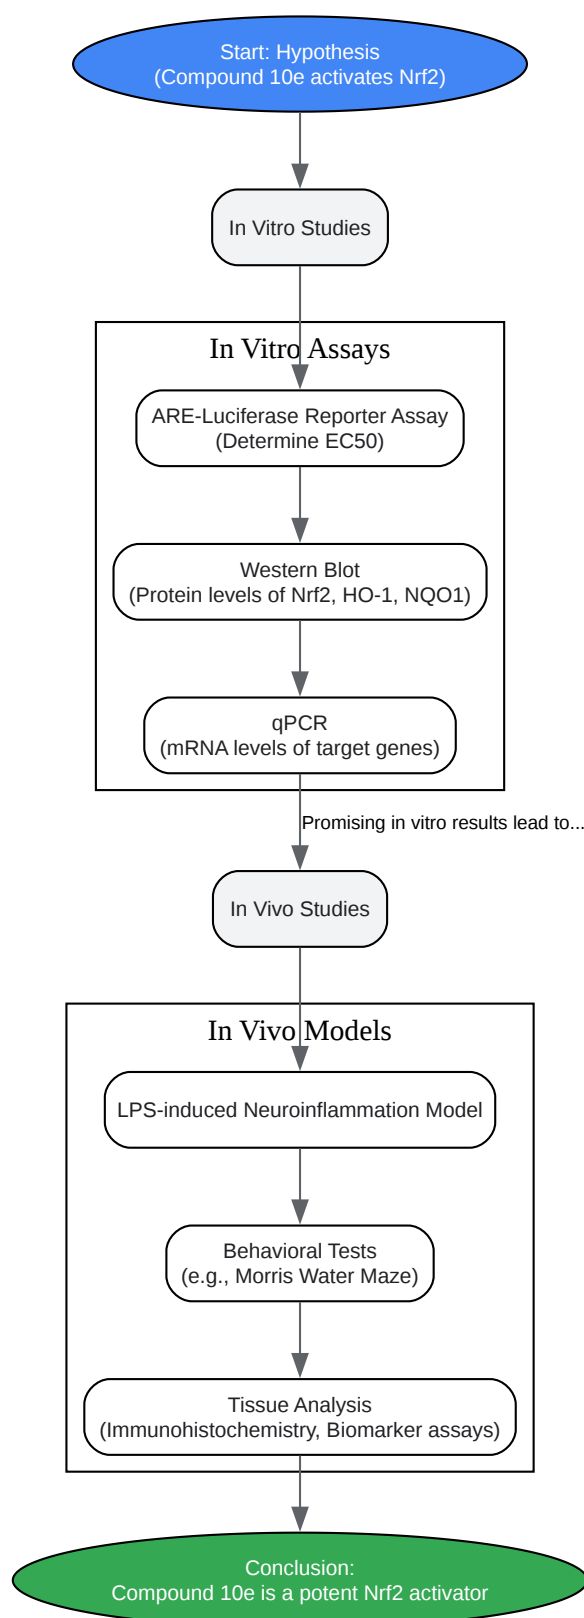 Start: Hypothesis
(Compound 10e activates Nrf2)
In Vitro Studies
In Vitro Assays
ARE-Luciferase Reporter Assay
(Determine EC50)
Western Blot
(Protein levels of Nrf2, HO-1, NQO1)
qPCR
(mRNA levels of target genes)
Promising in vitro results lead to...
In Vivo Studies
In Vivo Models
LPS-induced Neuroinflammation Model
Behavioral Tests
(e.g., Morris Water Maze)
Tissue Analysis
(Immunohistochemistry, Biomarker assays)
Conclusion:
Compound 10e is a potent Nrf2 activator